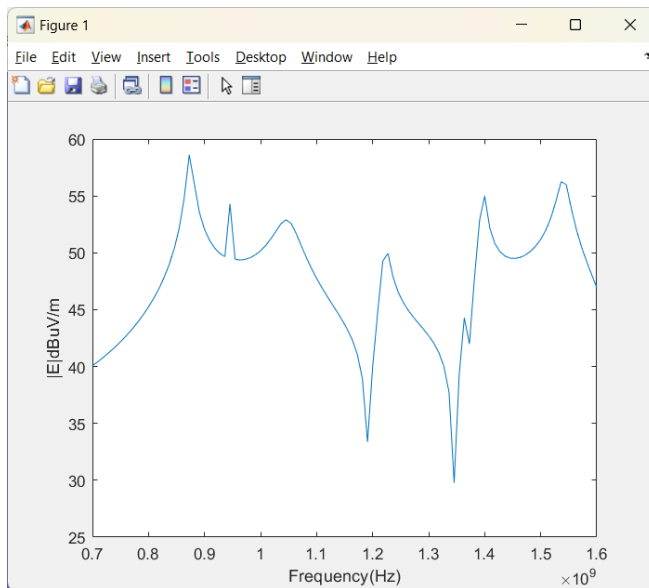 Figure 1
File Edit View Insert Tools Desktop Window Help
60
55
50
45
40
35
30
25
|E|dBuV/m
0.7 0.8 0.9 1 1.1 1.2 1.3 1.4 1.5 1.6
Frequency(Hz)
×10⁹